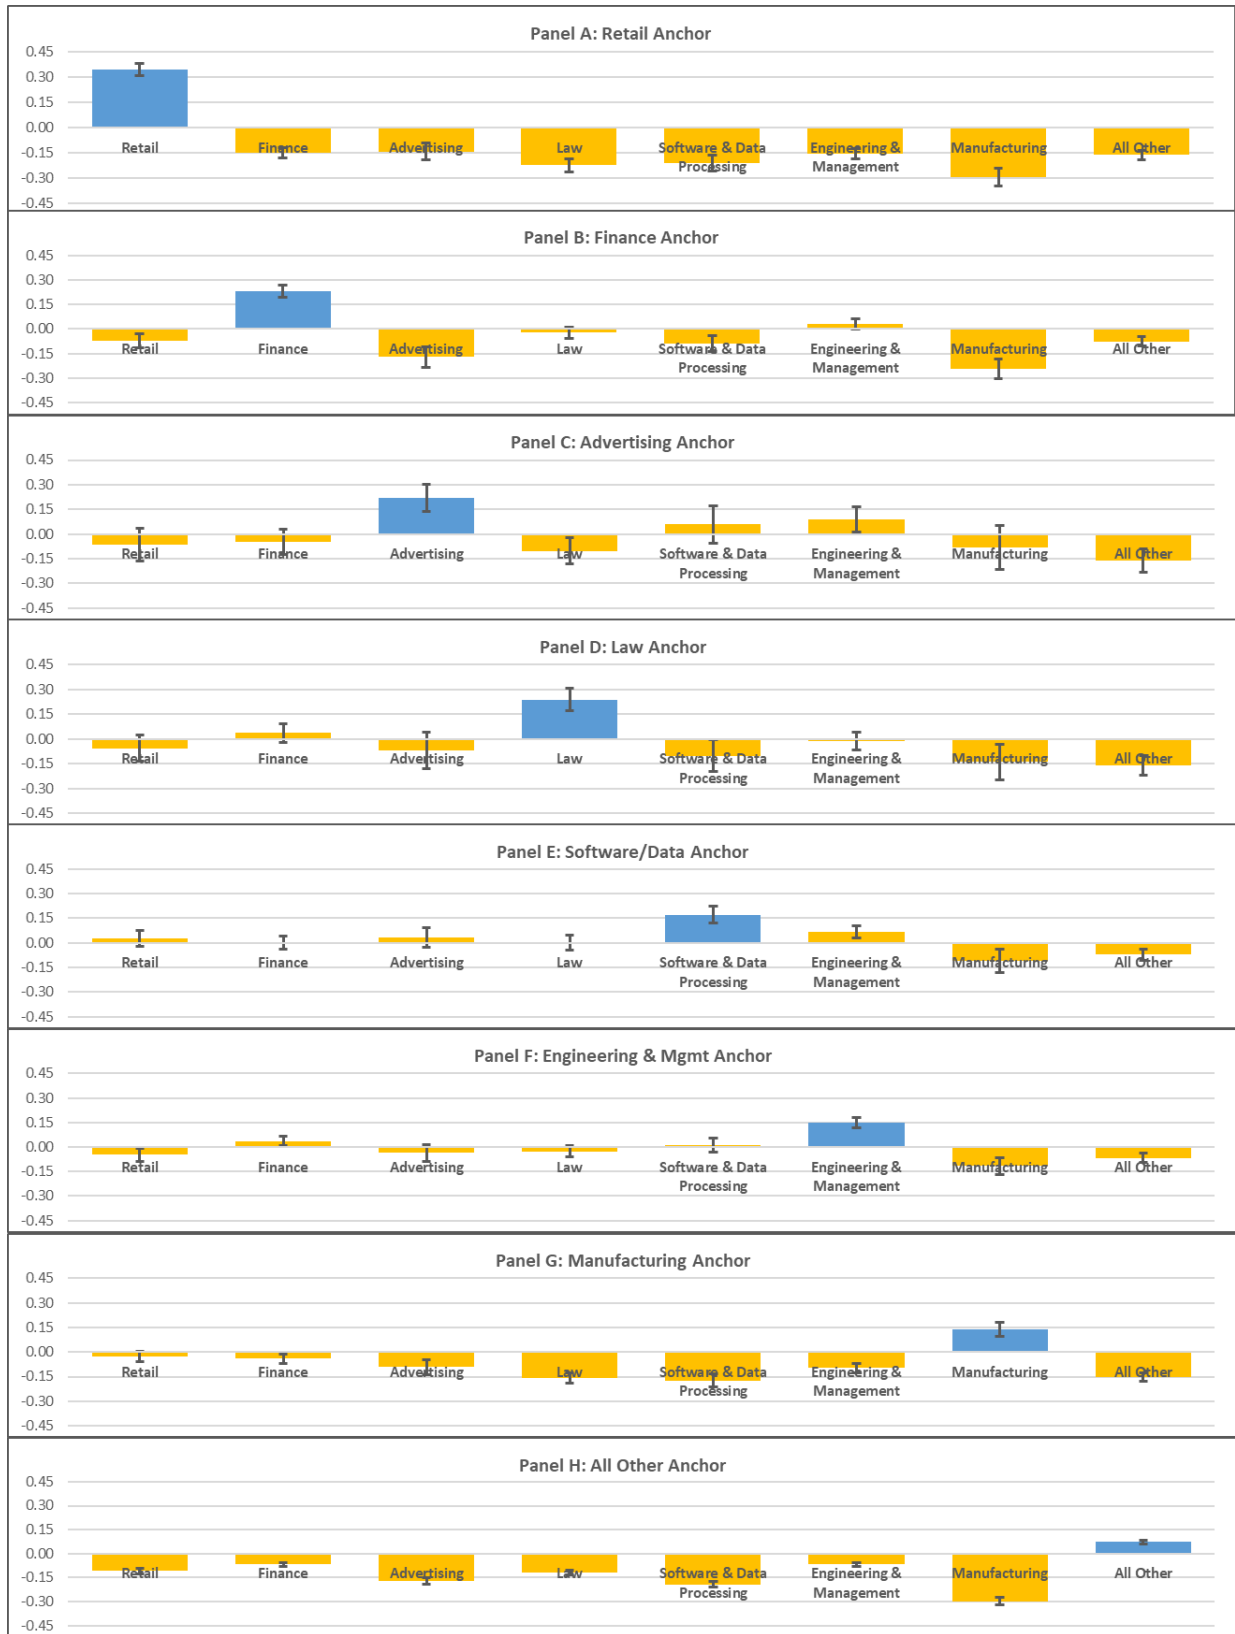 Panel A: Retail Anchor
0.45
0.30
0.15
0.00
Retail Finance Advertising Law Software & Data Engineering & Manufacturing All Other
-0.15
Processing Management
-0.30
-0.45
Panel B: Finance Anchor
0.45
0.30
0.15
0.00
Retail Finance Advertising Law Software & Data Engineering & Manufacturing All Other
-0.15
Processing Management
-0.30
-0.45
Panel C: Advertising Anchor
0.45
0.30
0.15
0.00
Retail Finance Advertising Law Software & Data Engineering & Manufacturing All Other
-0.15
Processing Management
-0.30
-0.45
Panel D: Law Anchor
0.45
0.30
0.15
0.00
Retail Finance Advertising Law Software & Data Engineering & Manufacturing All Other
-0.15
Processing Management
-0.30
-0.45
Panel E: Software/Data Anchor
0.45
0.30
0.15
0.00
Retail Finance Advertising Law Software & Data Engineering & Manufacturing All Other
-0.15
Processing Management
-0.30
-0.45
Panel F: Engineering & Mgmt Anchor
0.45
0.30
0.15
0.00
Retail Finance Advertising Law Software & Data Engineering & Manufacturing All Other
-0.15
Processing Management
-0.30
-0.45
Panel G: Manufacturing Anchor
0.45
0.30
0.15
0.00
Retail Finance Advertising Law Software & Data Engineering & Manufacturing All Other
-0.15
Processing Management
-0.30
-0.45
Panel H: All Other Anchor
0.45
0.30
0.15
0.00
Retail Finance Advertising Law Software & Data Engineering & Manufacturing All Other
-0.15
Processing Management
-0.30
-0.45